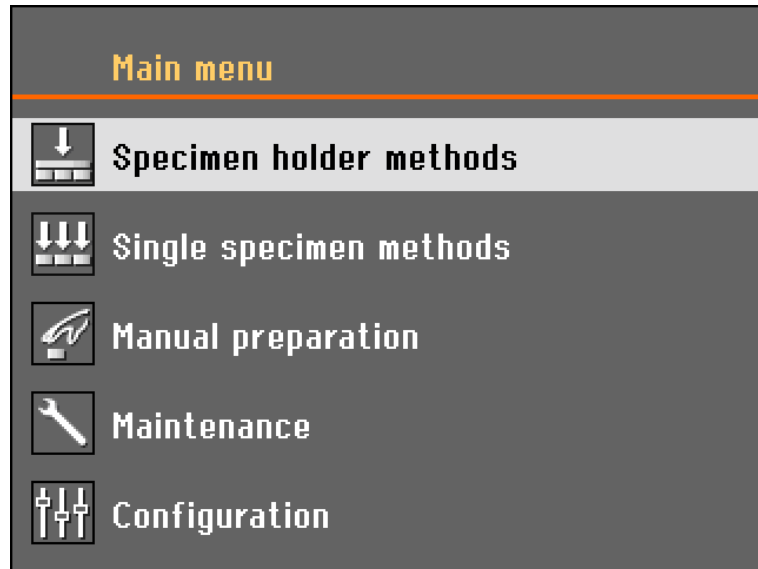 Main menu
Specimen holder methods
Single specimen methods
Manual preparation
Maintenance
Configuration